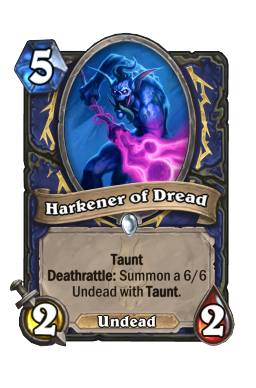 5
Harkener of Dread
Taunt
Deathrattle: Summon a 6/6
Undead with Taunt.
2
Undead
2